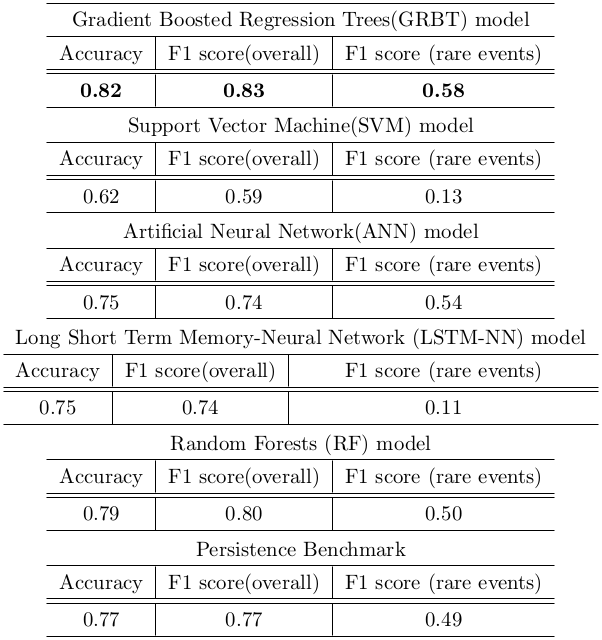 Gradient Boosted Regression Trees(GRBT) model
Accuracy F1 score(overall) F1 score (rare events)
0.82 0.83 0.58
Support Vector Machine(SVM) model
Accuracy F1 score(overall) F1 score (rare events)
0.62 0.59 0.13
Artificial Neural Network(ANN) model
Accuracy F1 score(overall) F1 score (rare events)
0.75 0.74 0.54
Long Short Term Memory-Neural Network (LSTM-NN) model
Accuracy F1 score(overall) F1 score (rare events)
0.75 0.74 0.11
Random Forests (RF) model
Accuracy F1 score(overall) F1 score (rare events)
0.79 0.80 0.50
Persistence Benchmark
Accuracy F1 score(overall) F1 score (rare events)
0.77 0.77 0.49